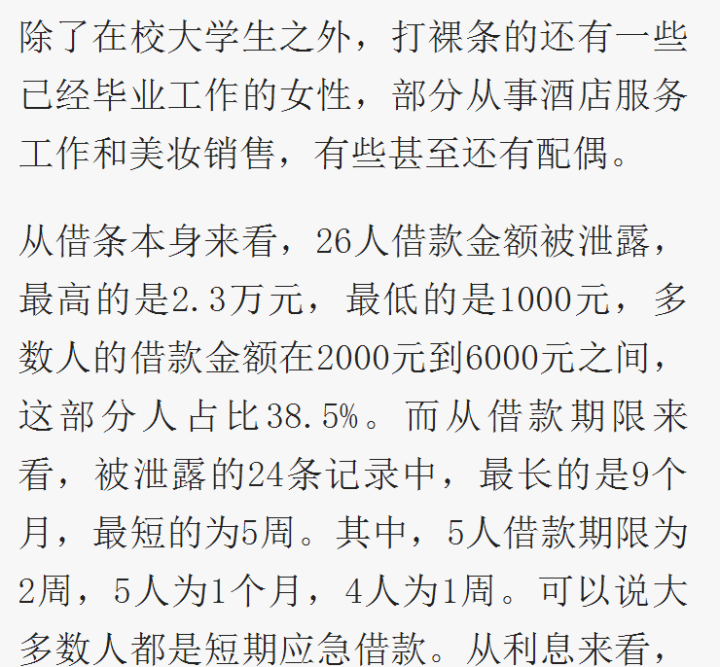 除了在校大学生之外，打裸条的还有一些
已经毕业工作的女性，部分从事酒店服务
工作和美妆销售，有些甚至还有配偶。
从借条本身来看，26人借款金额被泄露，
最高的是2.3万元，最低的是1000元，多
数人的借款金额在2000元到6000元之间，
这部分人占比38.5%。而从借款期限来
看，被泄露的24条记录中，最长的是9个
月，最短的为5周。其中，5人借款期限为
2周，5人为1个月，4人为1周。可以说大
多数人都是短期应急借款。从利息来看，